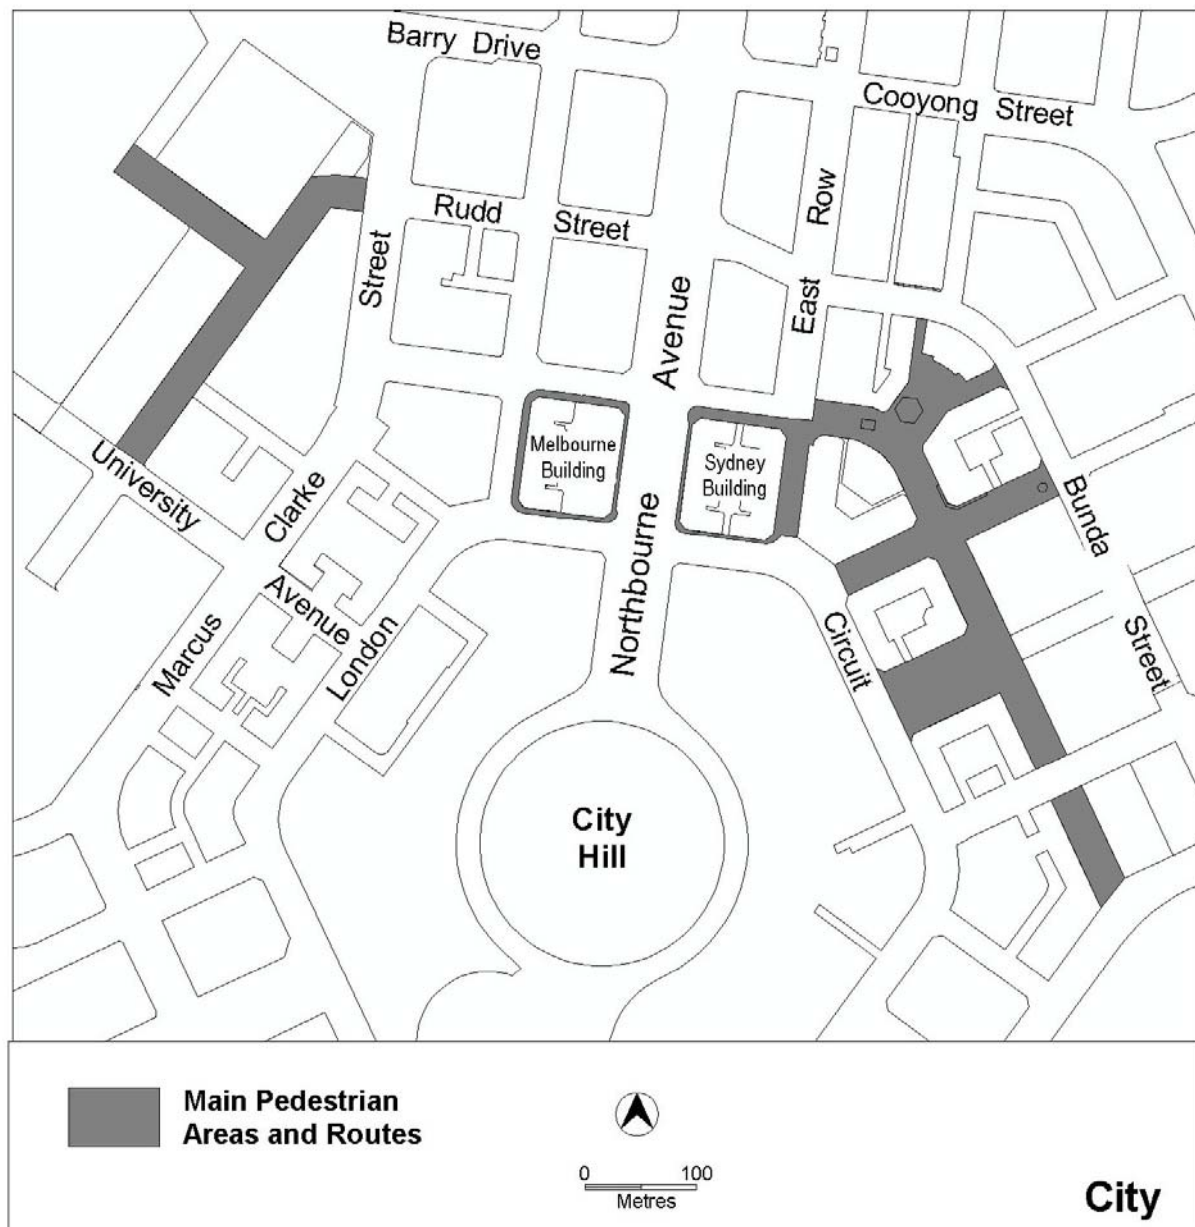 Barry Drive
Cooyong Street
Rudd Street
Row
East
Street
Avenue
Melbourne
Building
Sydney
Building
University
Clarke
Bunda
Northbourne
Avenue
Marcus
London
Circuit
Street
City
Hill
Main Pedestrian
Areas and Routes
0 100
Metres
City